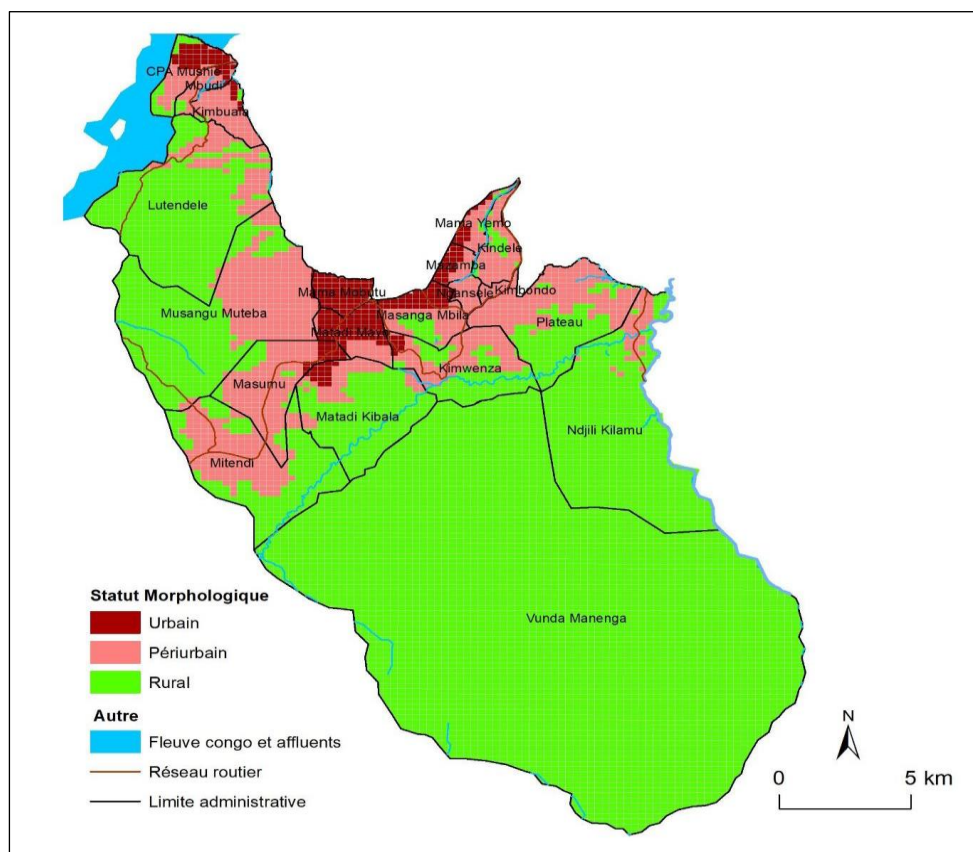 CPA Mushie
Mbudi
Kimbuala
Lutendele
Mama Yemo
Kindele
Mazamba
Musangu Muteba
Mama Mobutu
Ngansele
Kimbondo
Masanga Mbila
Plateau
Matadi Mayo
Kimwenza
Masumu
Matadi Kibala
Ndjili Kilamu
Mitendi
Vunda Manenga
Statut Morphologique
Urbain
Périurbain
Rural
Autre
Fleuve congo et affluents
Réseau routier
Limite administrative
N
0 5 km